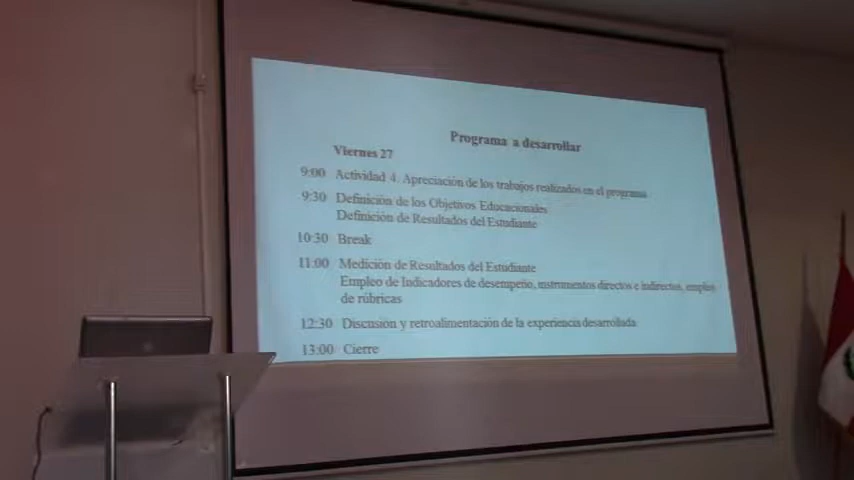 Programa a desarrollar
Viernes 27
9:00 Actividad 4. Apreciación de los trabajos realizados en el programa
9:30 Definición de los Objetivos Educacionales
Definición de Resultados del Estudiante
10:30 Break
11:00 Medición de Resultados del Estudiante
Empleo de Indicadores de desempeño, instrumentos directos e indirectos, empleo
de rúbricas
12:30 Discusión y retroalimentación de la experiencia desarrollada
13:00 Cierre